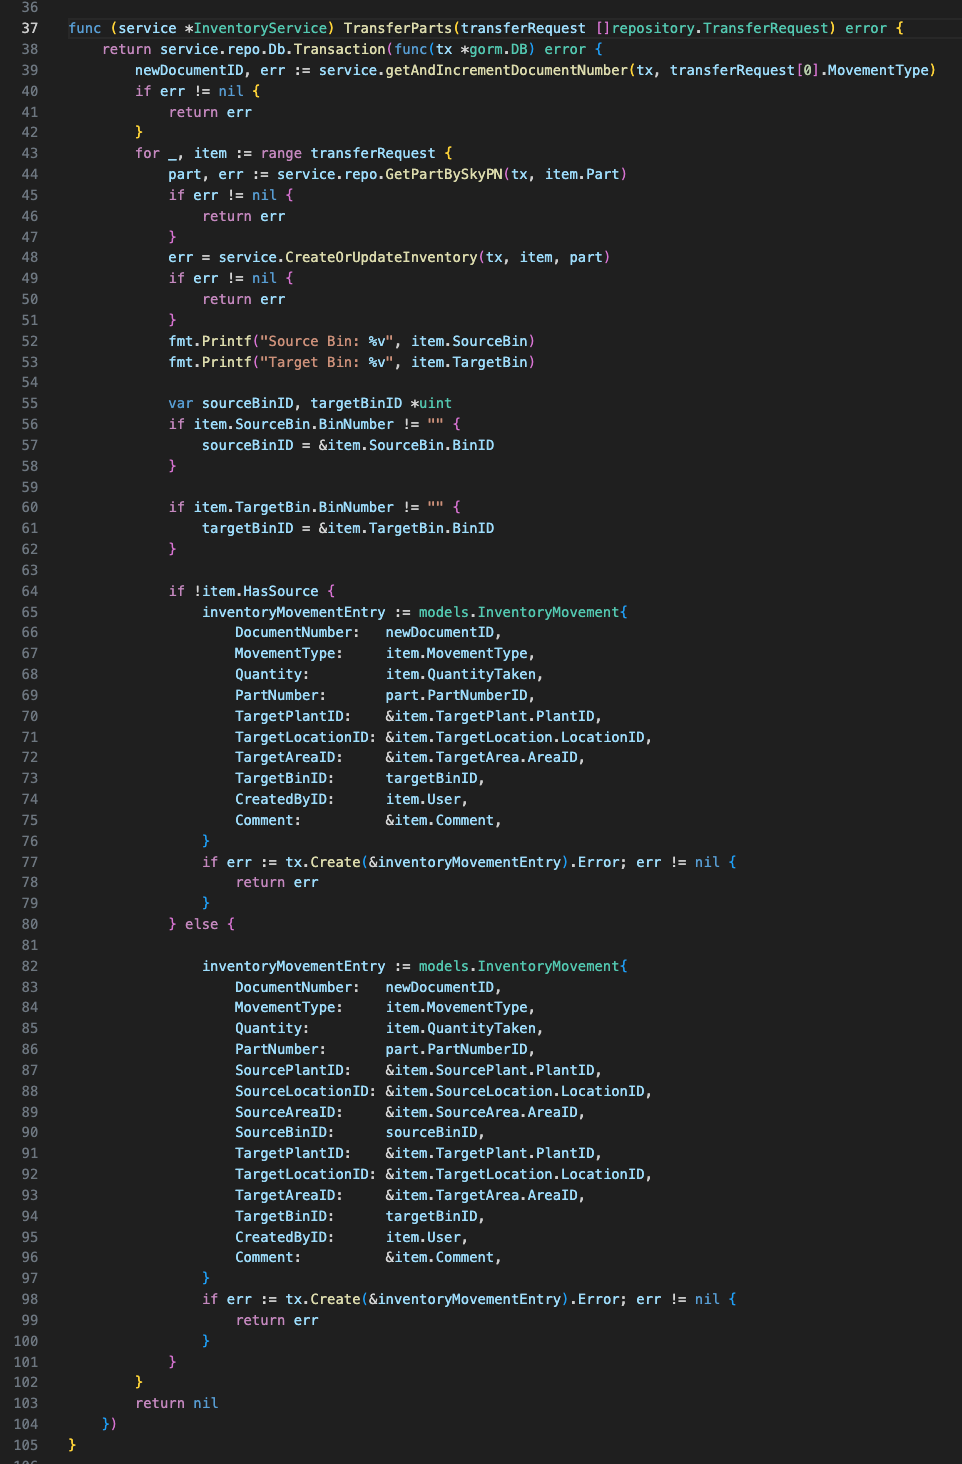 36
37 func (service *InventoryService) TransferParts(transferRequest []repository.TransferRequest) error {
38     return service.repo.Db.Transaction(func(tx *gorm.DB) error {
39         newDocumentID, err := service.getAndIncrementDocumentNumber(tx, transferRequest[0].MovementType)
40         if err != nil {
41             return err
42         }
43         for _, item := range transferRequest {
44             part, err := service.repo.GetPartBySkyPN(tx, item.Part)
45             if err != nil {
46                 return err
47             }
48             err = service.CreateOrUpdateInventory(tx, item, part)
49             if err != nil {
50                 return err
51             }
52             fmt.Printf("Source Bin: %v", item.SourceBin)
53             fmt.Printf("Target Bin: %v", item.TargetBin)
54
55             var sourceBinID, targetBinID *uint
56             if item.SourceBin.BinNumber != "" {
57                 sourceBinID = &item.SourceBin.BinID
58             }
59
60             if item.TargetBin.BinNumber != "" {
61                 targetBinID = &item.TargetBin.BinID
62             }
63
64             if !item.HasSource {
65                 inventoryMovementEntry := models.InventoryMovement{
66                     DocumentNumber:   newDocumentID,
67                     MovementType:     item.MovementType,
68                     Quantity:         item.QuantityTaken,
69                     PartNumber:       part.PartNumberID,
70                     TargetPlantID:    &item.TargetPlant.PlantID,
71                     TargetLocationID: &item.TargetLocation.LocationID,
72                     TargetAreaID:     &item.TargetArea.AreaID,
73                     TargetBinID:      targetBinID,
74                     CreatedByID:      item.User,
75                     Comment:          &item.Comment,
76                 }
77                 if err := tx.Create(&inventoryMovementEntry).Error; err != nil {
78                     return err
79                 }
80             } else {
81
82                 inventoryMovementEntry := models.InventoryMovement{
83                     DocumentNumber:   newDocumentID,
84                     MovementType:     item.MovementType,
85                     Quantity:         item.QuantityTaken,
86                     PartNumber:       part.PartNumberID,
87                     SourcePlantID:    &item.SourcePlant.PlantID,
88                     SourceLocationID: &item.SourceLocation.LocationID,
89                     SourceAreaID:     &item.SourceArea.AreaID,
90                     SourceBinID:      sourceBinID,
91                     TargetPlantID:    &item.TargetPlant.PlantID,
92                     TargetLocationID: &item.TargetLocation.LocationID,
93                     TargetAreaID:     &item.TargetArea.AreaID,
94                     TargetBinID:      targetBinID,
95                     CreatedByID:      item.User,
96                     Comment:          &item.Comment,
97                 }
98                 if err := tx.Create(&inventoryMovementEntry).Error; err != nil {
99                     return err
100                 }
101             }
102         }
103         return nil
104     })
105 }